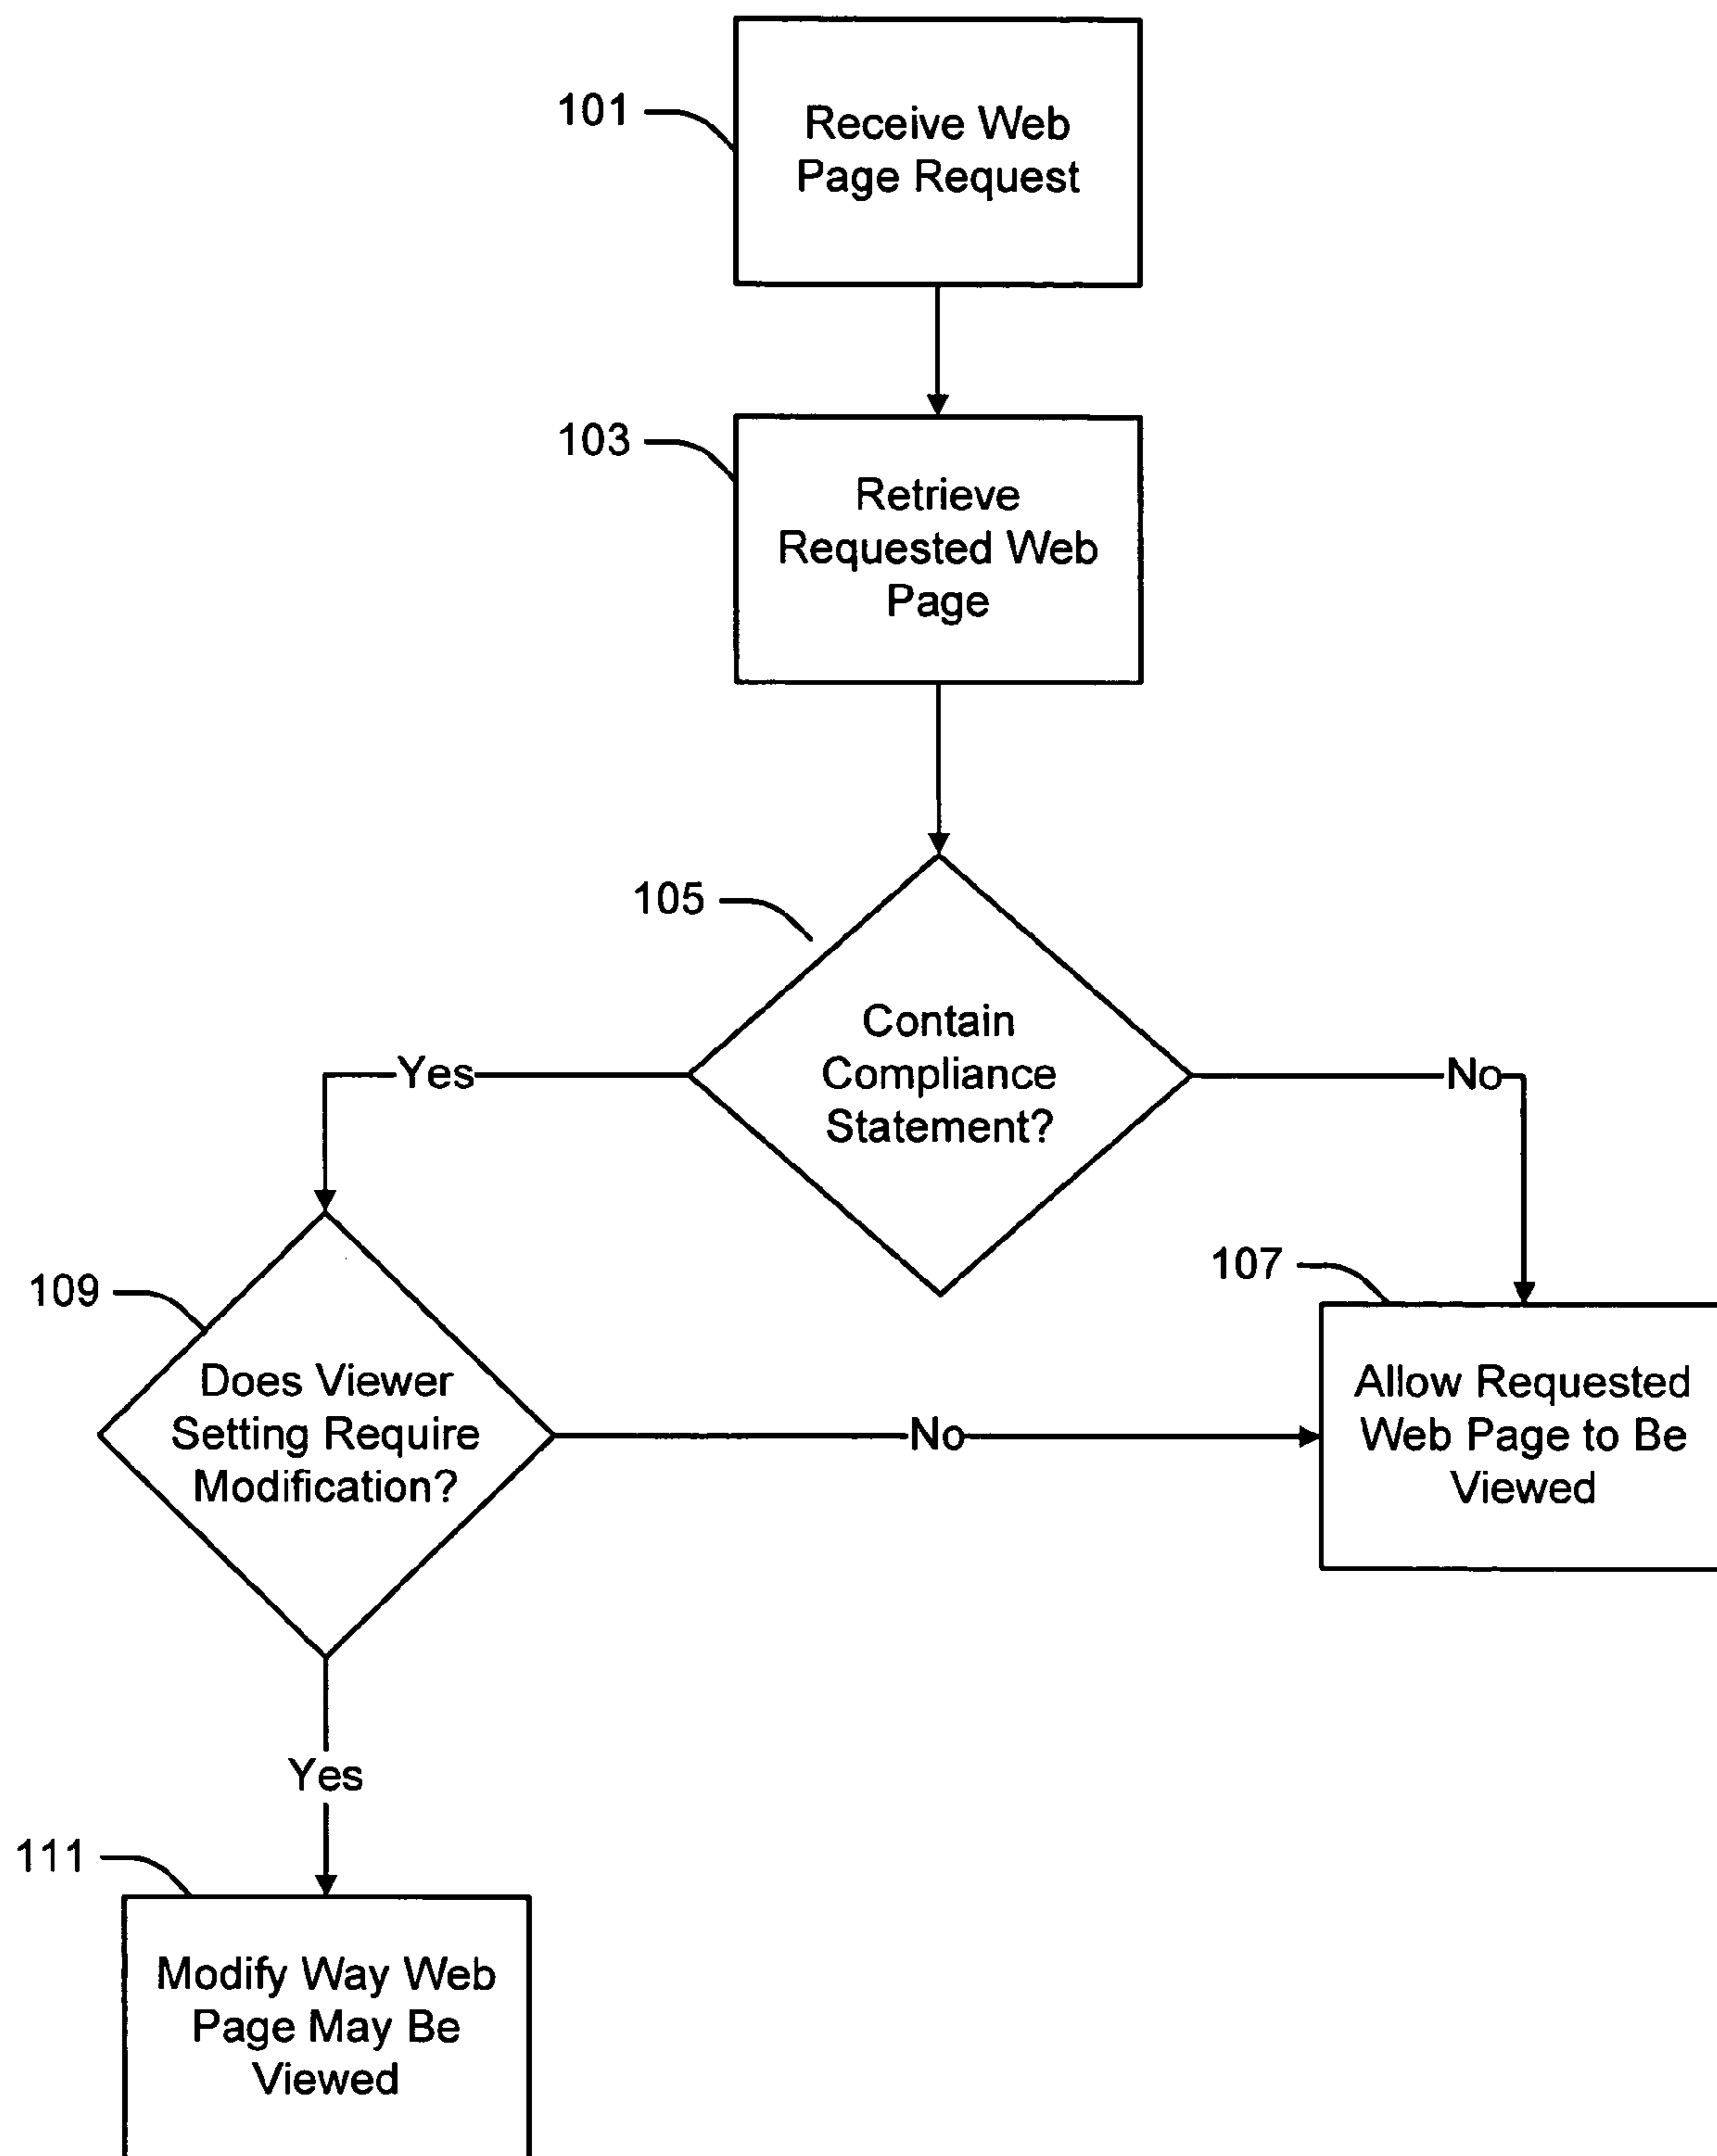 101
Receive Web
Page Request
103
Retrieve
Requested Web
Page
105
Contain
Compliance
Statement?
Yes
No
109
Does Viewer
Setting Require
Modification?
No
107
Allow Requested
Web Page to Be
Viewed
Yes
111
Modify Way Web
Page May Be
Viewed